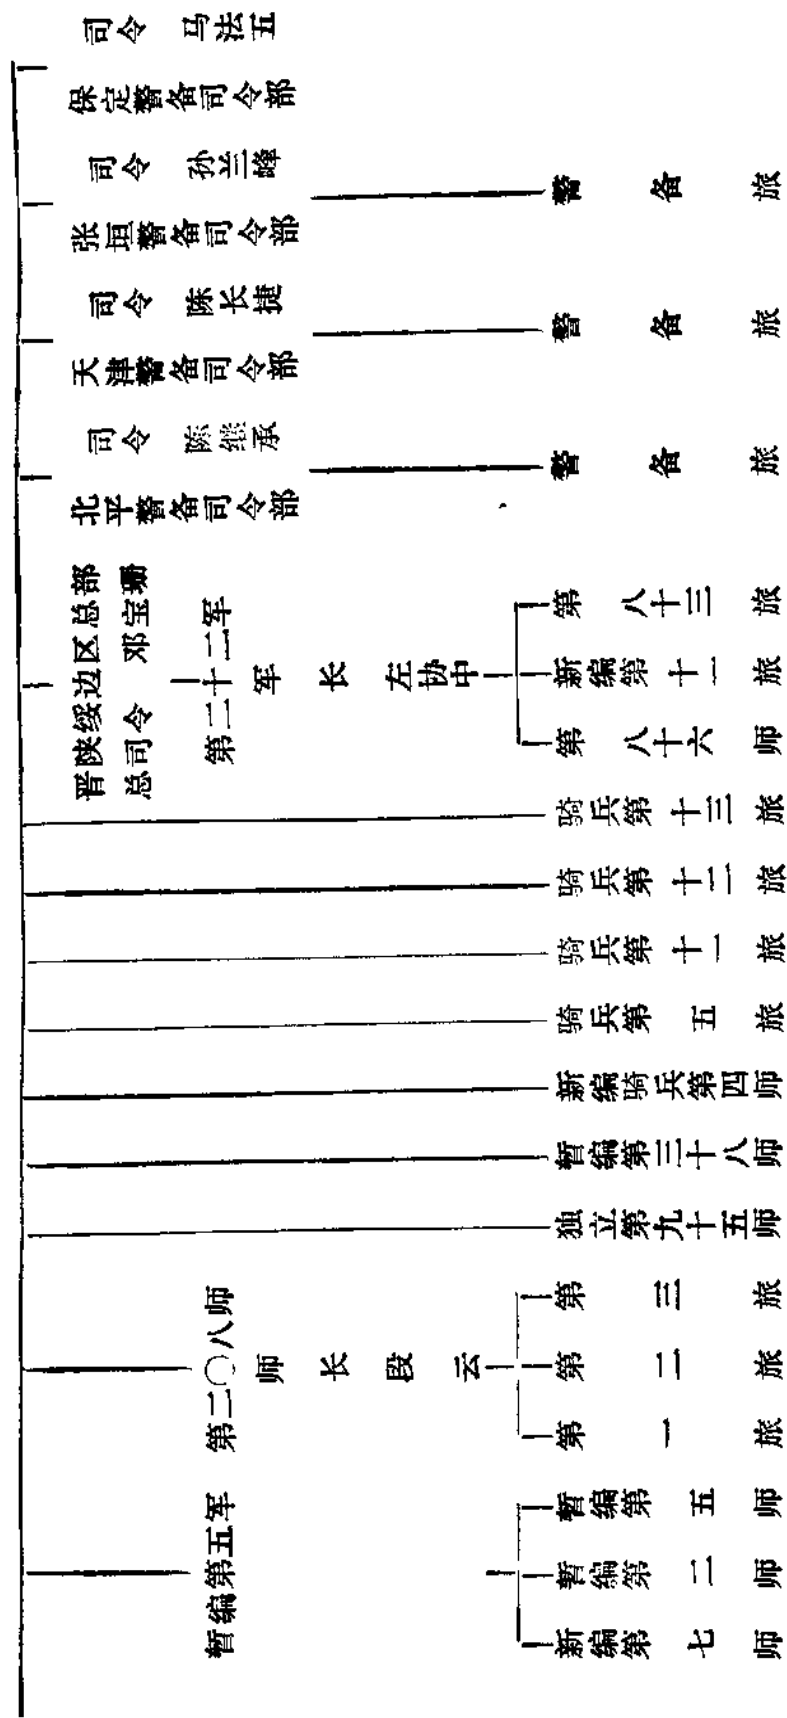 暂编第五军
新编第七师
暂编第二师
暂编第五师
第二〇八师
师长段云
第一旅
第二旅
第三旅
独立第九十五师
暂编第三十八师
新编骑兵第四师
骑兵第五旅
骑兵第十一旅
骑兵第十二旅
骑兵第十三旅
晋陕绥边区总部
总司令 邓宝珊
第二十二军
军长左协中
第八十六师
新编第十一旅
第八十三旅
北平警备司令部
司令 陈继承
警备旅
天津警备司令部
司令 陈长捷
警备旅
张垣警备司令部
司令 孙兰峰
警备旅
保定警备司令部
司令 马法五